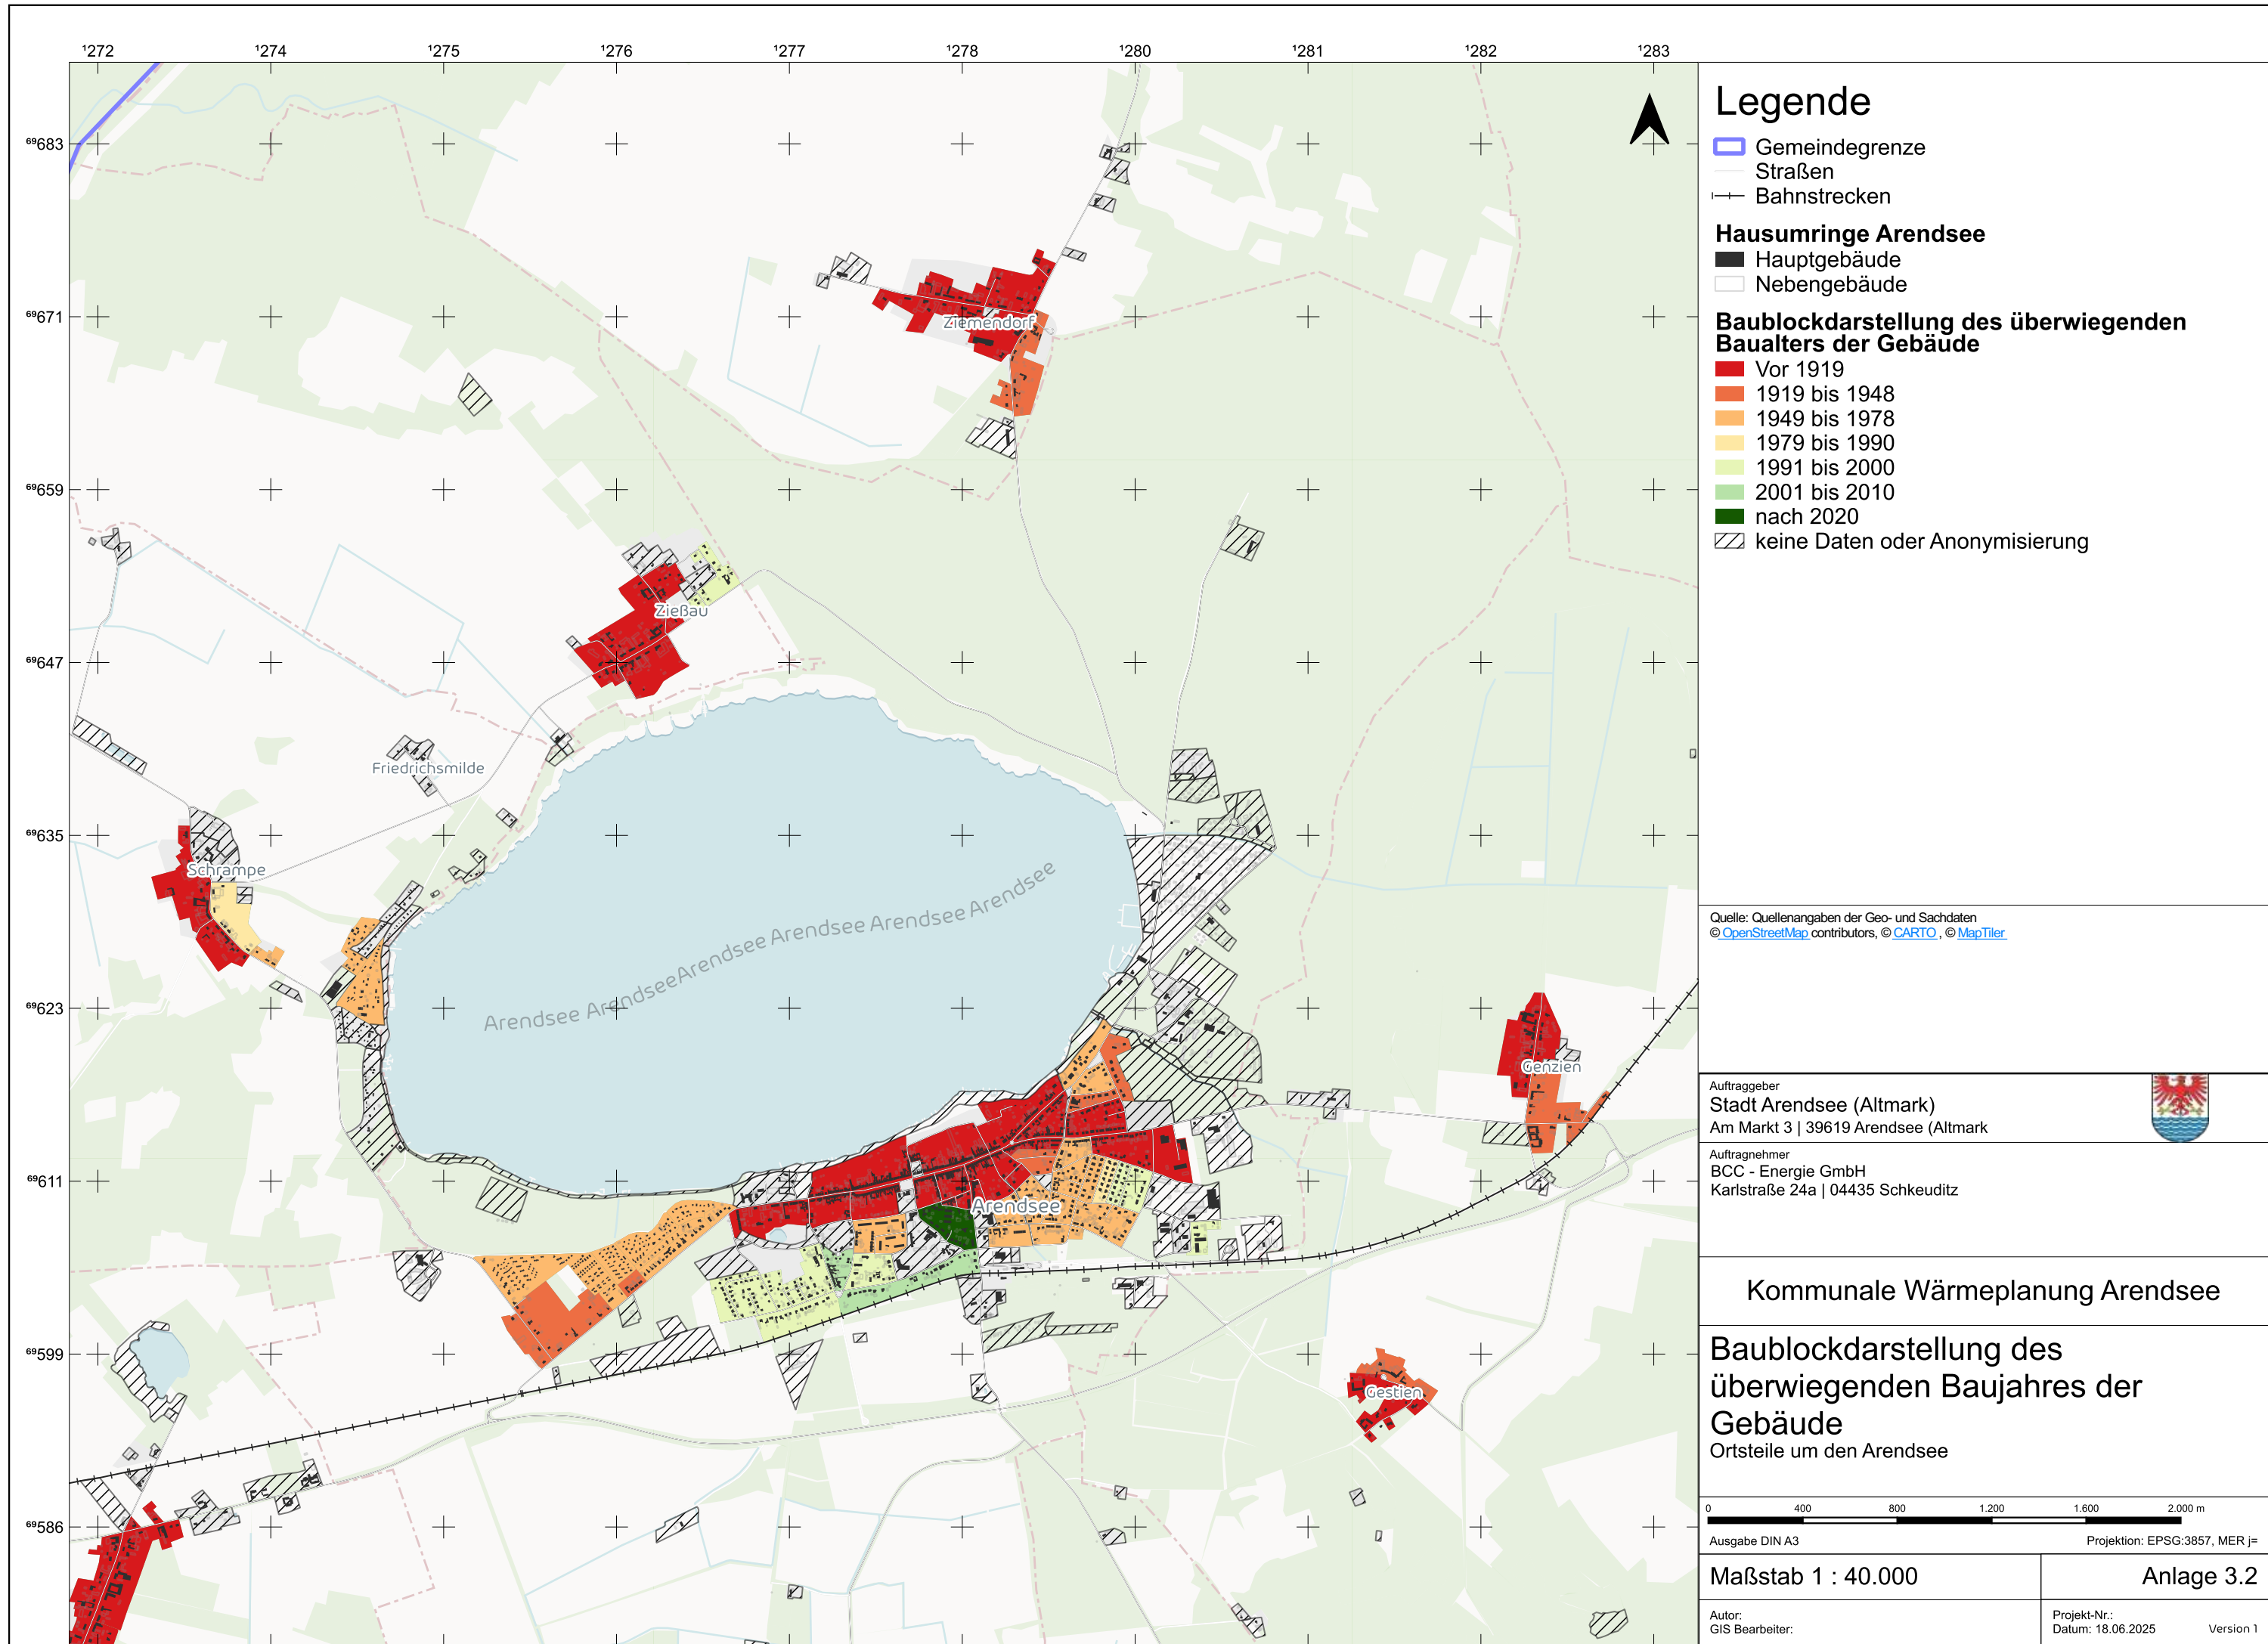 ¹272 ¹274 ¹275 ¹276 ¹277 ¹278 ¹280 ¹281 ¹282 ¹283
⁶⁹683
⁶⁹671
⁶⁹659
⁶⁹647
⁶⁹635
⁶⁹623
⁶⁹611
⁶⁹599
⁶⁹586
Ziemendorf
Zießau
Friedrichsmilde
Schrampe
Arendsee Arendsee Arendsee Arendsee Arendsee Arendsee
Genzien
Arendsee
Gestien
Legende
Gemeindegrenze
Straßen
Bahnstrecken
Hausumringe Arendsee
Hauptgebäude
Nebengebäude
Baublockdarstellung des überwiegenden
Baualters der Gebäude
Vor 1919
1919 bis 1948
1949 bis 1978
1979 bis 1990
1991 bis 2000
2001 bis 2010
nach 2020
keine Daten oder Anonymisierung
Quelle: Quellenangaben der Geo- und Sachdaten
© OpenStreetMap contributors, © CARTO , © MapTiler
Auftraggeber
Stadt Arendsee (Altmark)
Am Markt 3 | 39619 Arendsee (Altmark
Auftragnehmer
BCC - Energie GmbH
Karlstraße 24a | 04435 Schkeuditz
Kommunale Wärmeplanung Arendsee
Baublockdarstellung des
überwiegenden Baujahres der
Gebäude
Ortsteile um den Arendsee
0 400 800 1.200 1.600 2.000 m
Ausgabe DIN A3 Projektion: EPSG:3857, MER j=
Maßstab 1 : 40.000 Anlage 3.2
Autor: Projekt-Nr.:
GIS Bearbeiter: Datum: 18.06.2025 Version 1